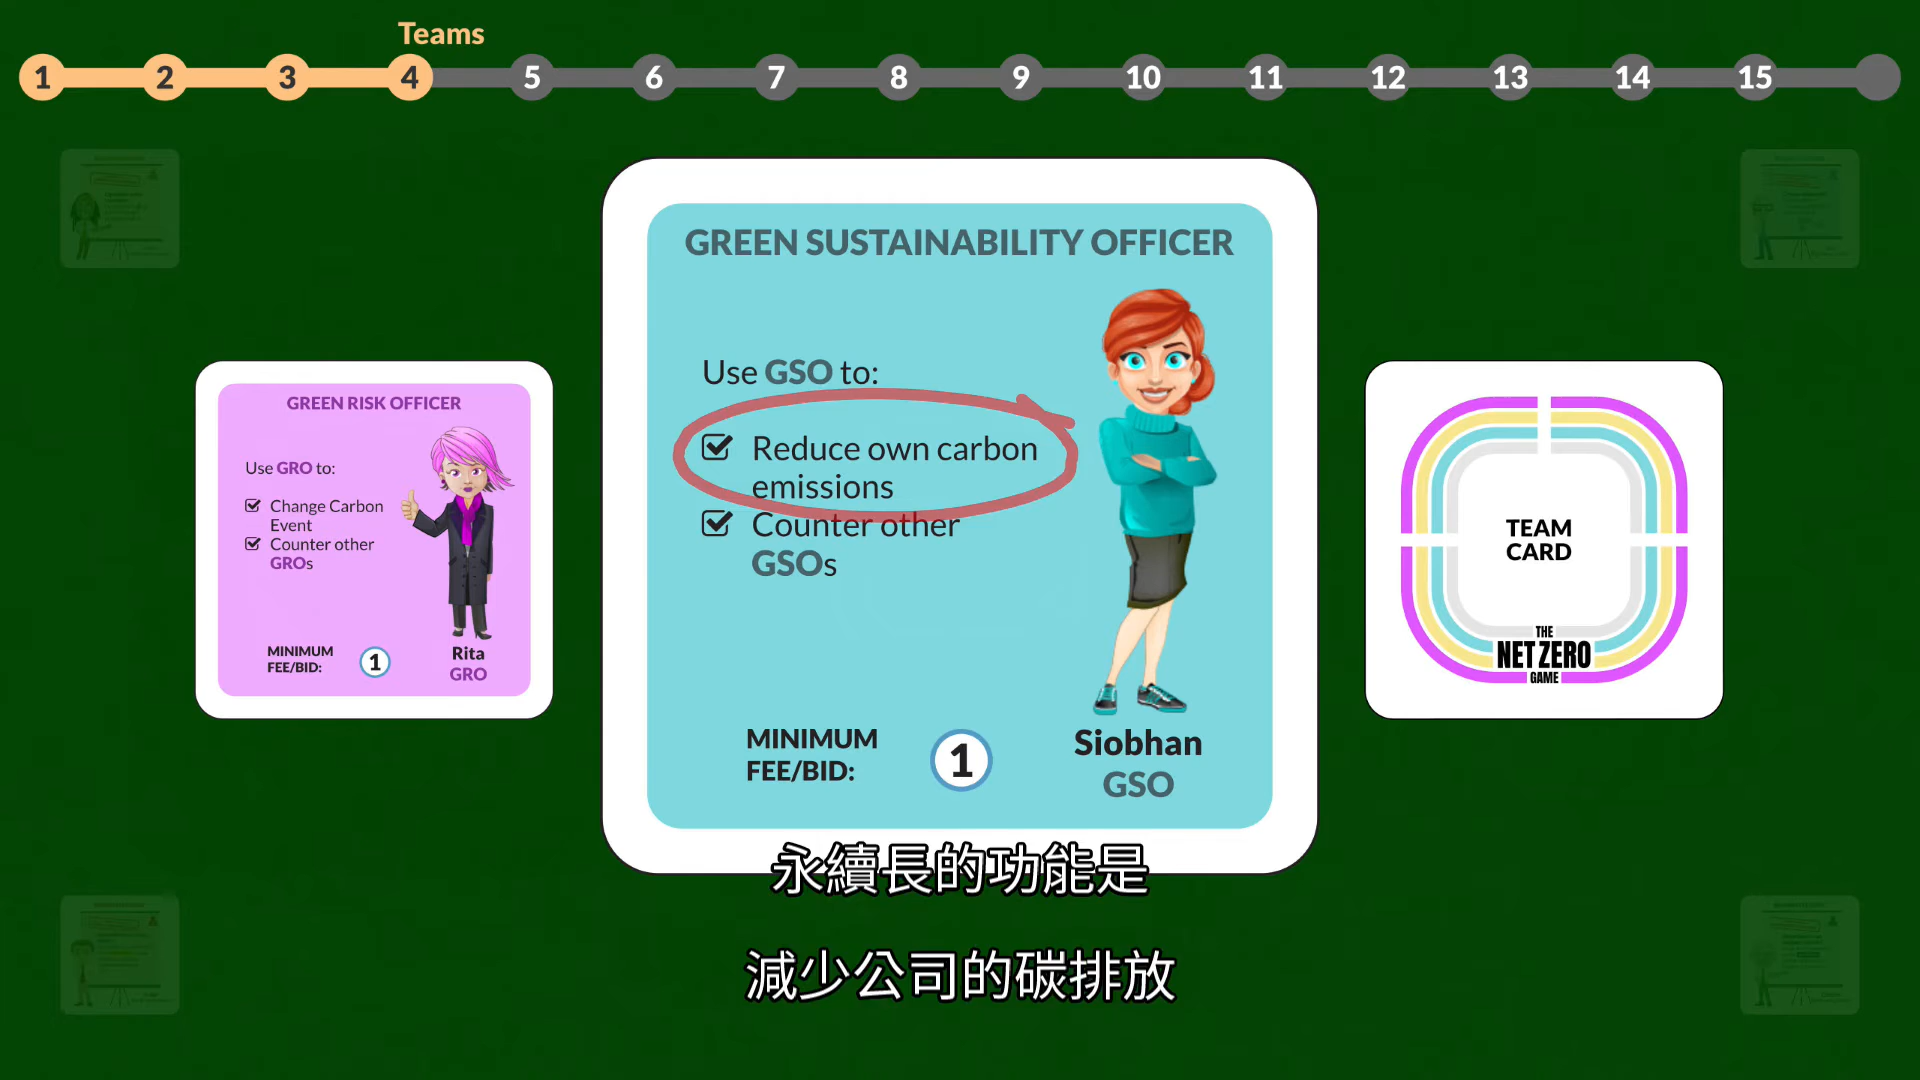 Teams
1 2 3 4 5 6 7 8 9 10 11 12 13 14 15
GREEN SUSTAINABILITY OFFICER
Use GSO to:
Reduce own carbon
emissions
Counter other
GSOs
MINIMUM
FEE/BID:
1
Siobhan
GSO
GREEN RISK OFFICER
Use GRO to:
Change Carbon
Event
Counter other
GROs
MINIMUM
FEE/BID:
1
Rita
GRO
TEAM
CARD
THE
NET ZERO
GAME
永續長的功能是
減少公司的碳排放